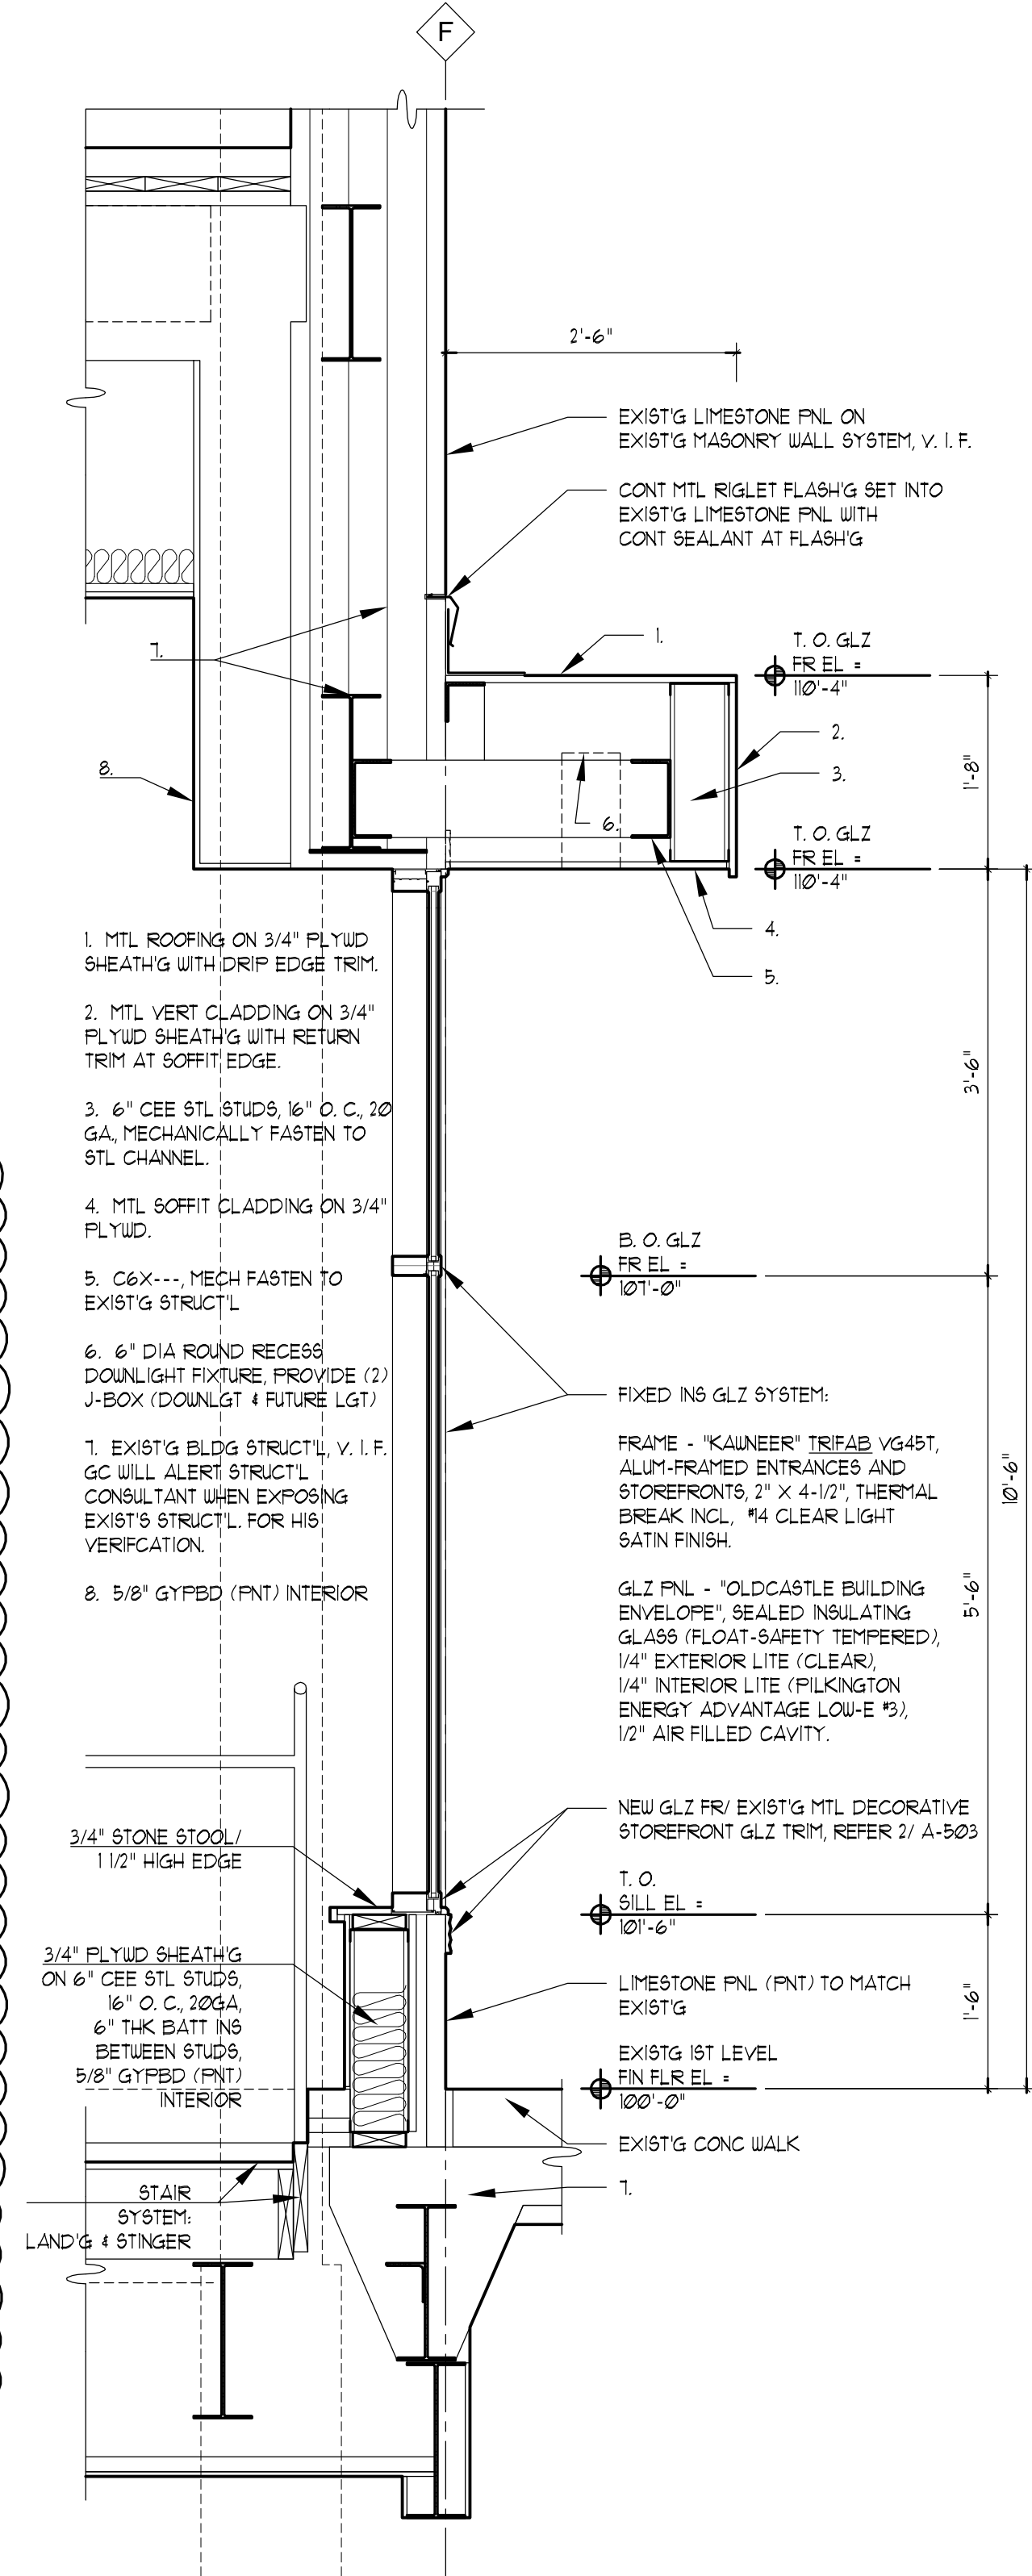 F
2'-6"
EXIST'G LIMESTONE PNL ON
EXIST'G MASONRY WALL SYSTEM, V. I. F.
CONT MTL RIGLET FLASH'G SET INTO
EXIST'G LIMESTONE PNL WITH
CONT SEALANT AT FLASH'G
7.
1.
T. O. GLZ
FR EL =
110'-4"
8.
2.
3.
6.
1'-8"
T. O. GLZ
FR EL =
110'-4"
4.
5.
1. MTL ROOFING ON 3/4" PLYWD
SHEATH'G WITH DRIP EDGE TRIM.
2. MTL VERT CLADDING ON 3/4"
PLYWD SHEATH'G WITH RETURN
TRIM AT SOFFIT EDGE.
3. 6" CEE STL STUDS, 16" O. C., 20
GA., MECHANICALLY FASTEN TO
STL CHANNEL.
4. MTL SOFFIT CLADDING ON 3/4"
PLYWD.
5. C6X---, MECH FASTEN TO
EXIST'G STRUCT'L
6. 6" DIA ROUND RECESS
DOWNLIGHT FIXTURE, PROVIDE (2)
J-BOX (DOWNLGT & FUTURE LGT)
7. EXIST'G BLDG STRUCT'L, V. I. F.
GC WILL ALERT STRUCT'L
CONSULTANT WHEN EXPOSING
EXIST'S STRUCT'L. FOR HIS
VERIFCATION.
8. 5/8" GYPBD (PNT) INTERIOR
3'-6"
B. O. GLZ
FR EL =
107'-0"
FIXED INS GLZ SYSTEM:
FRAME - "KAWNEER" TRIFAB VG451,
ALUM-FRAMED ENTRANCES AND
STOREFRONTS, 2" X 4-1/2", THERMAL
BREAK INCL, #14 CLEAR LIGHT
SATIN FINISH.
GLZ PNL - "OLDCASTLE BUILDING
ENVELOPE", SEALED INSULATING
GLASS (FLOAT-SAFETY TEMPERED),
1/4" EXTERIOR LITE (CLEAR),
1/4" INTERIOR LITE (PILKINGTON
ENERGY ADVANTAGE LOW-E #3),
1/2" AIR FILLED CAVITY.
10'-6"
5'-6"
NEW GLZ FR/ EXIST'G MTL DECORATIVE
STOREFRONT GLZ TRIM, REFER 2/ A-503
3/4" STONE STOOL/
1 1/2" HIGH EDGE
T. O.
SILL EL =
101'-6"
3/4" PLYWD SHEATH'G
ON 6" CEE STL STUDS,
16" O. C., 20GA,
6" THK BATT INS
BETWEEN STUDS,
5/8" GYPBD (PNT)
INTERIOR
LIMESTONE PNL (PNT) TO MATCH
EXIST'G
1'-6"
EXISTG 1ST LEVEL
FIN FLR EL =
100'-0"
EXIST'G CONC WALK
7.
STAIR
SYSTEM:
LAND'G & STINGER